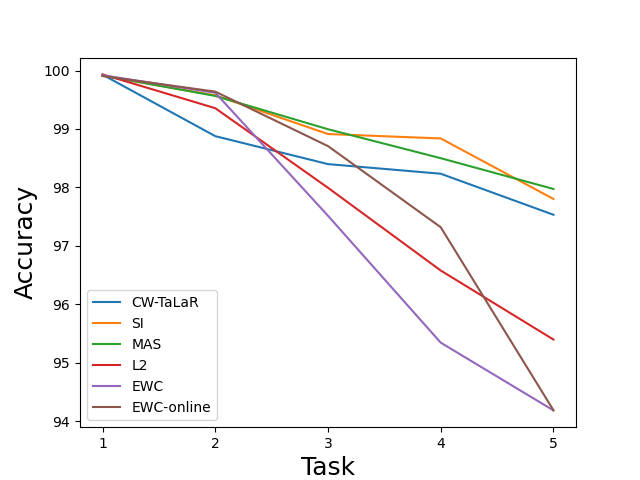 100
99
98
97
96
95
94
Accuracy
CW-TaLaR
SI
MAS
L2
EWC
EWC-online
1 2 3 4 5
Task